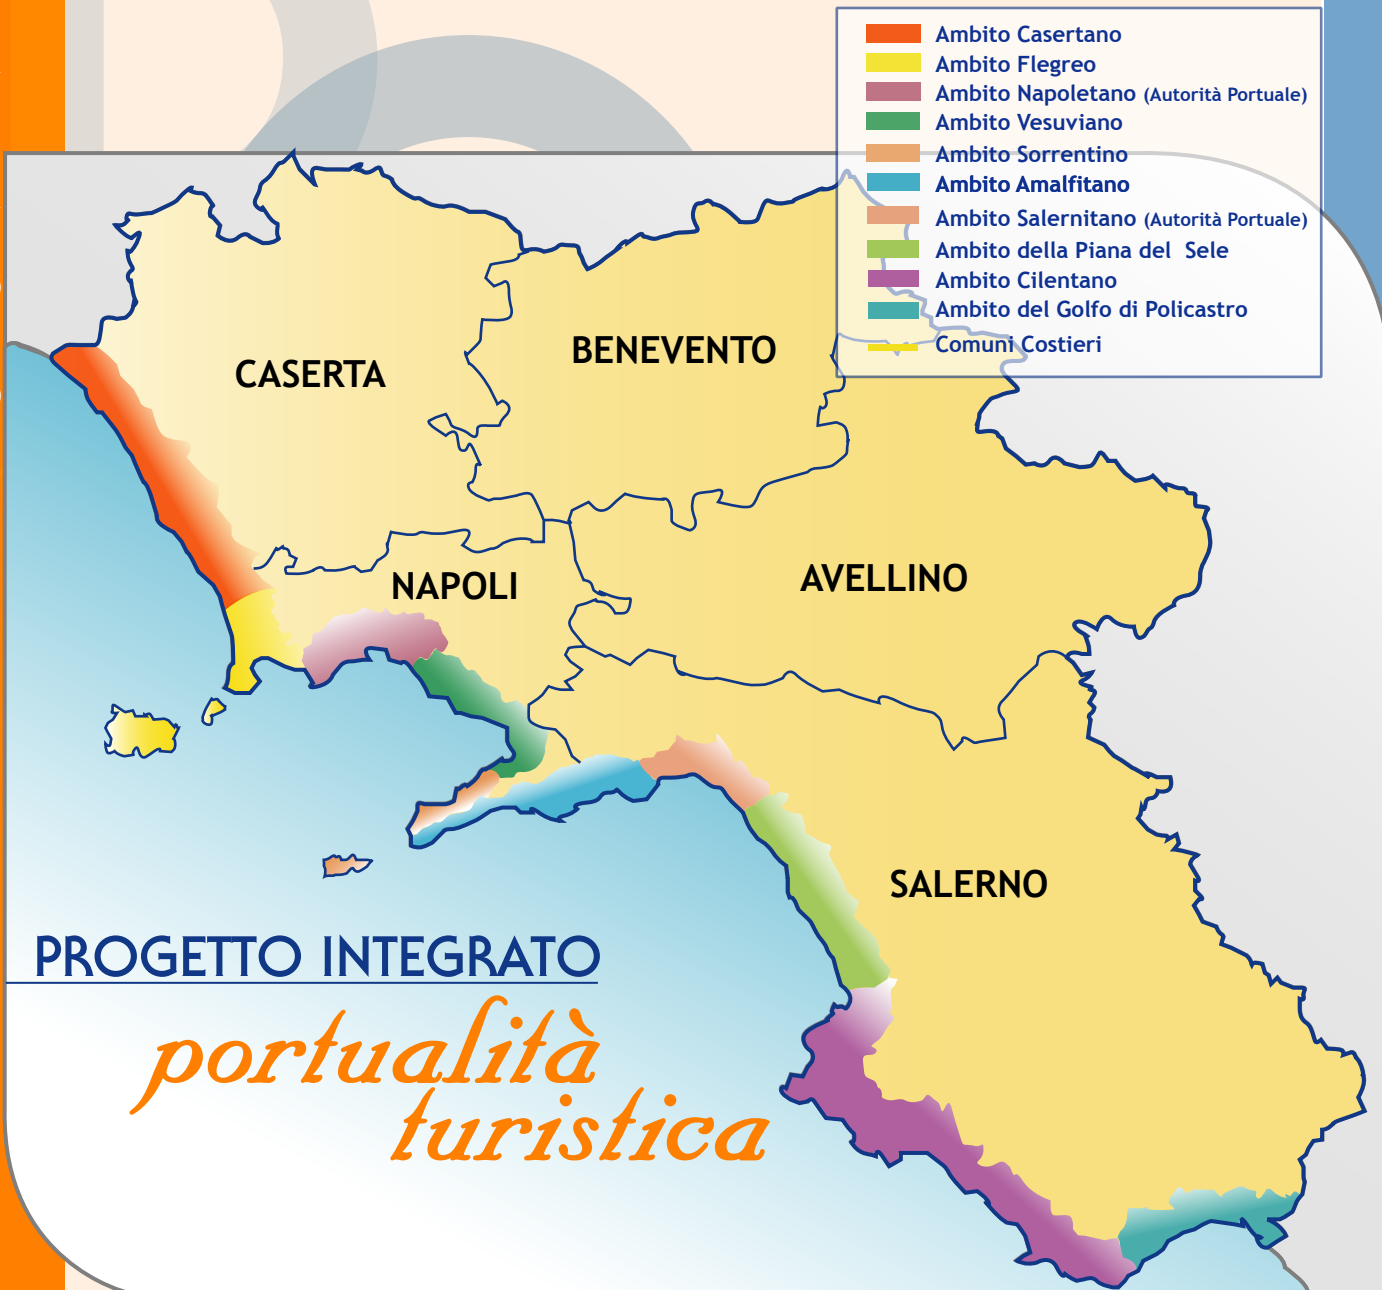 Ambito Casertano
Ambito Flegreo
Ambito Napoletano (Autorità Portuale)
Ambito Vesuviano
Ambito Sorrentino
Ambito Amalfitano
Ambito Salernitano (Autorità Portuale)
Ambito della Piana del Sele
Ambito Cilentano
Ambito del Golfo di Policastro
Comuni Costieri
BENEVENTO
CASERTA
NAPOLI
AVELLINO
SALERNO
PROGETTO INTEGRATO
portualità
turistica